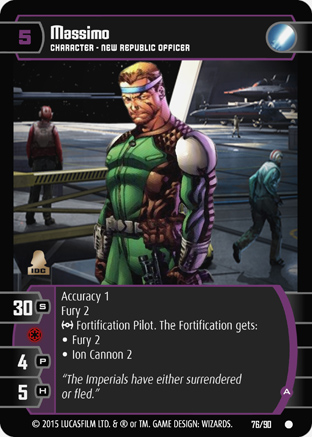 5
Massimo
CHARACTER - NEW REPUBLIC OFFICER
IDC
30 S
4 P
5 H
Accuracy 1
Fury 2
Fortification Pilot. The Fortification gets:
• Fury 2
• Ion Cannon 2
"The Imperials have either surrendered
or fled."
A
© 2015 LUCASFILM LTD. & ® or TM. GAME DESIGN: WIZARDS.
76/90